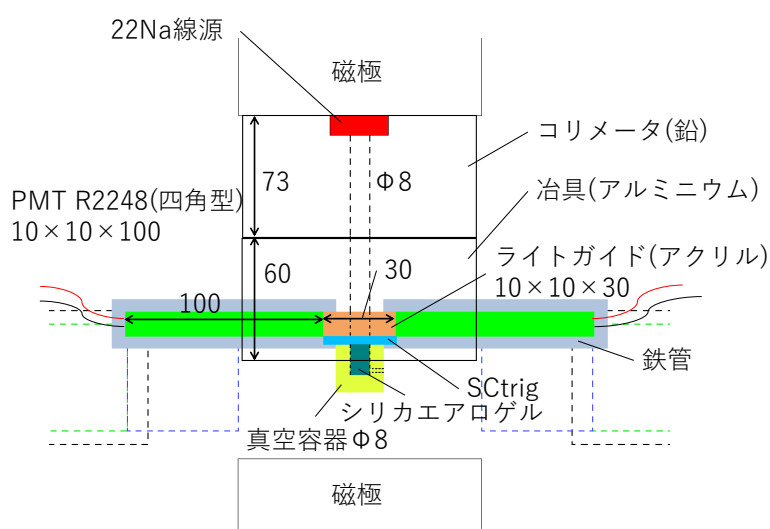 22Na線源
磁極
コリメータ(鉛)
73
Φ8
冶具(アルミニウム)
PMT R2248(四角型)
10×10×100
60
30
ライトガイド(アクリル)
10×10×30
100
鉄管
SCtrig
シリカエアロゲル
真空容器Φ8
磁極